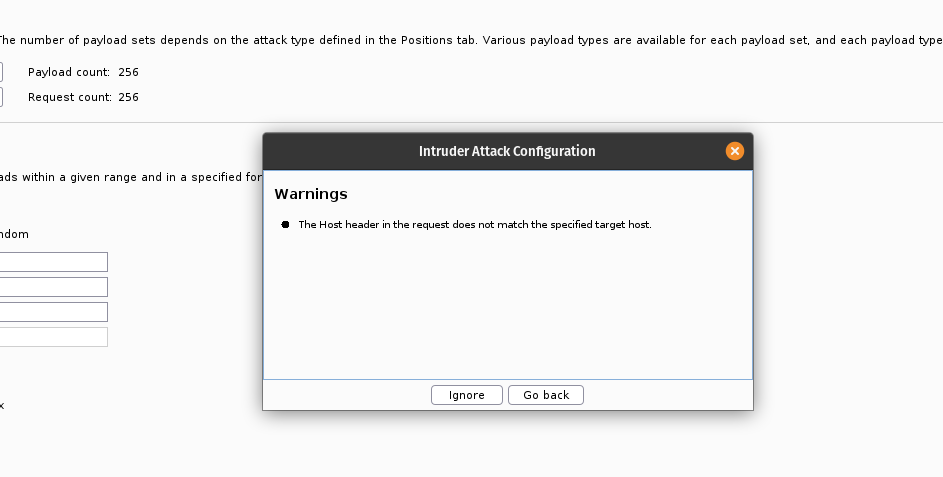 The number of payload sets depends on the attack type defined in the Positions tab. Various payload types are available for each payload set, and each payload type
Payload count: 256
Request count: 256
Intruder Attack Configuration
ads within a given range and in a specified for
Warnings
The Host header in the request does not match the specified target host.
ndom
Ignore
Go back
x